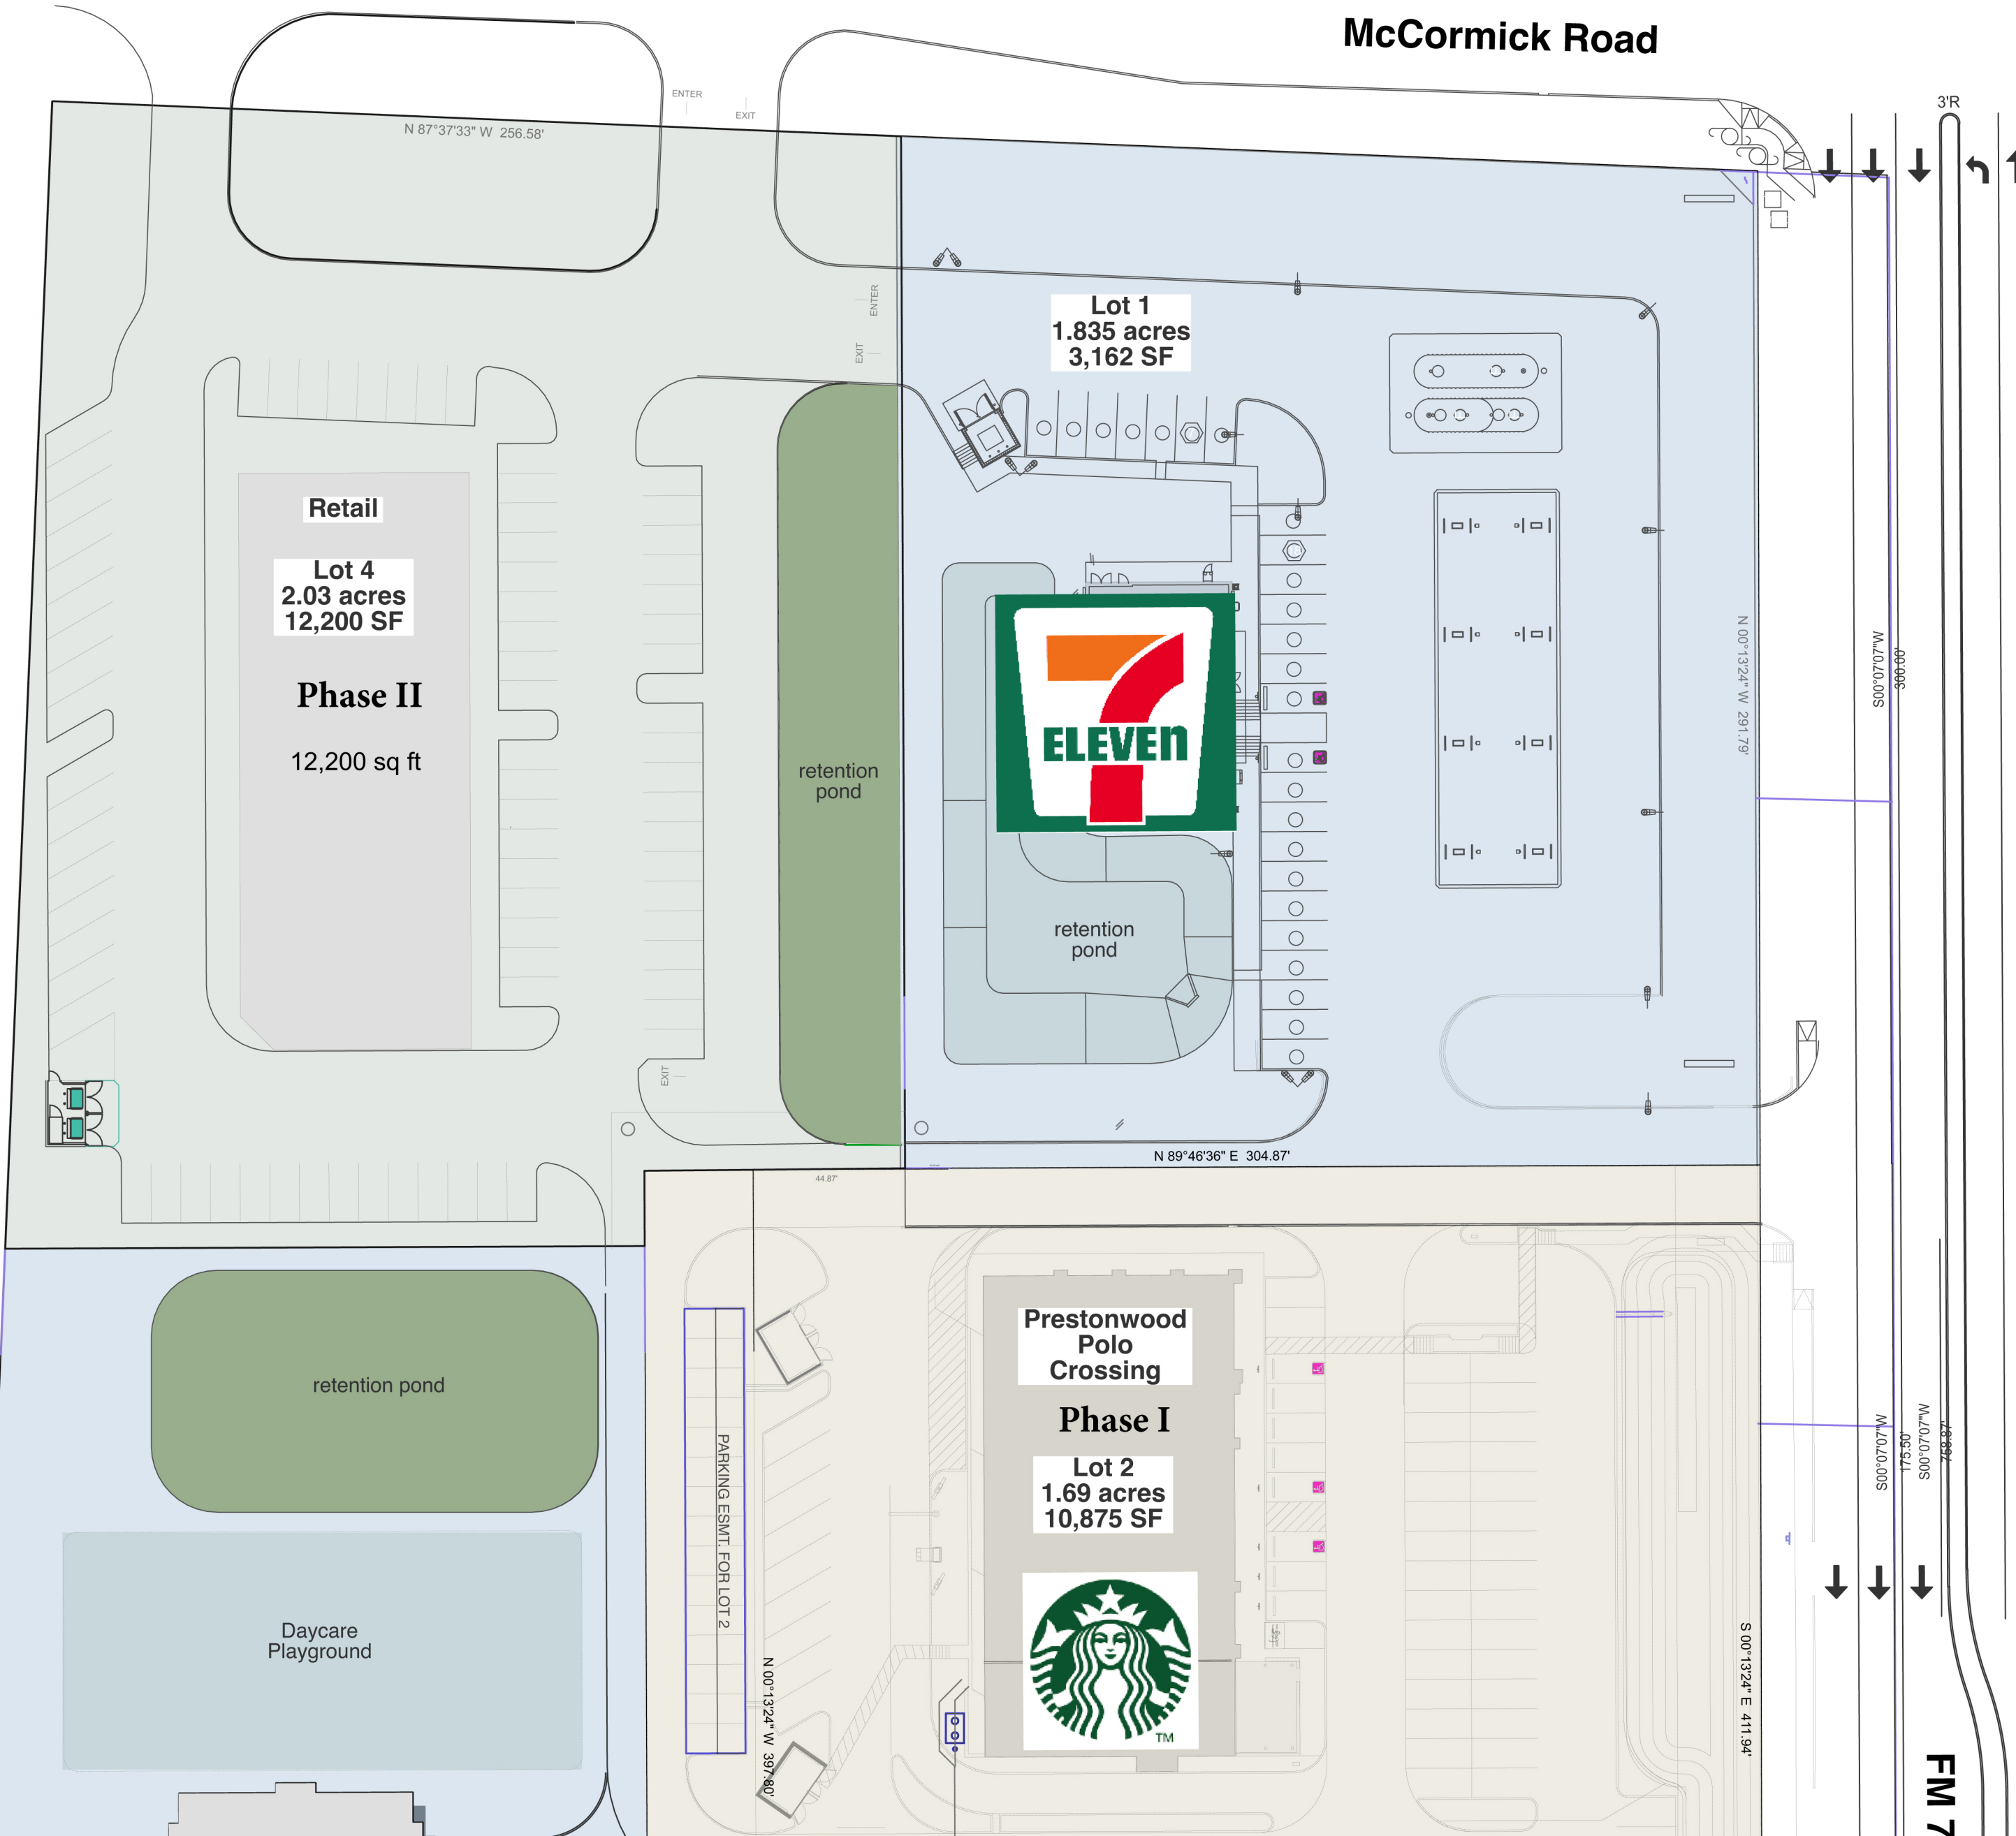 McCormick Road
3'R
ENTER
EXIT
N 87°37'33" W 256.58'
ENTER
EXIT
Lot 1
1.835 acres
3,162 SF
Retail
Lot 4
2.03 acres
12,200 SF
Phase II
12,200 sq ft
retention
pond
7
ELEVEn
retention
pond
N 00°13'24" W 291.79'
S00°07'07"W
300.00'
EXIT
N 89°46'36" E 304.87'
44.87'
retention pond
Daycare
Playground
PARKING ESMT. FOR LOT 2
N 00°13'24" W 397.80'
Prestonwood
Polo
Crossing
Phase I
Lot 2
1.69 acres
10,875 SF
TM
S 00°13'24" E 411.94'
S00°07'07"W
175.50'
S00°07'07"W
768.87'
FM 7